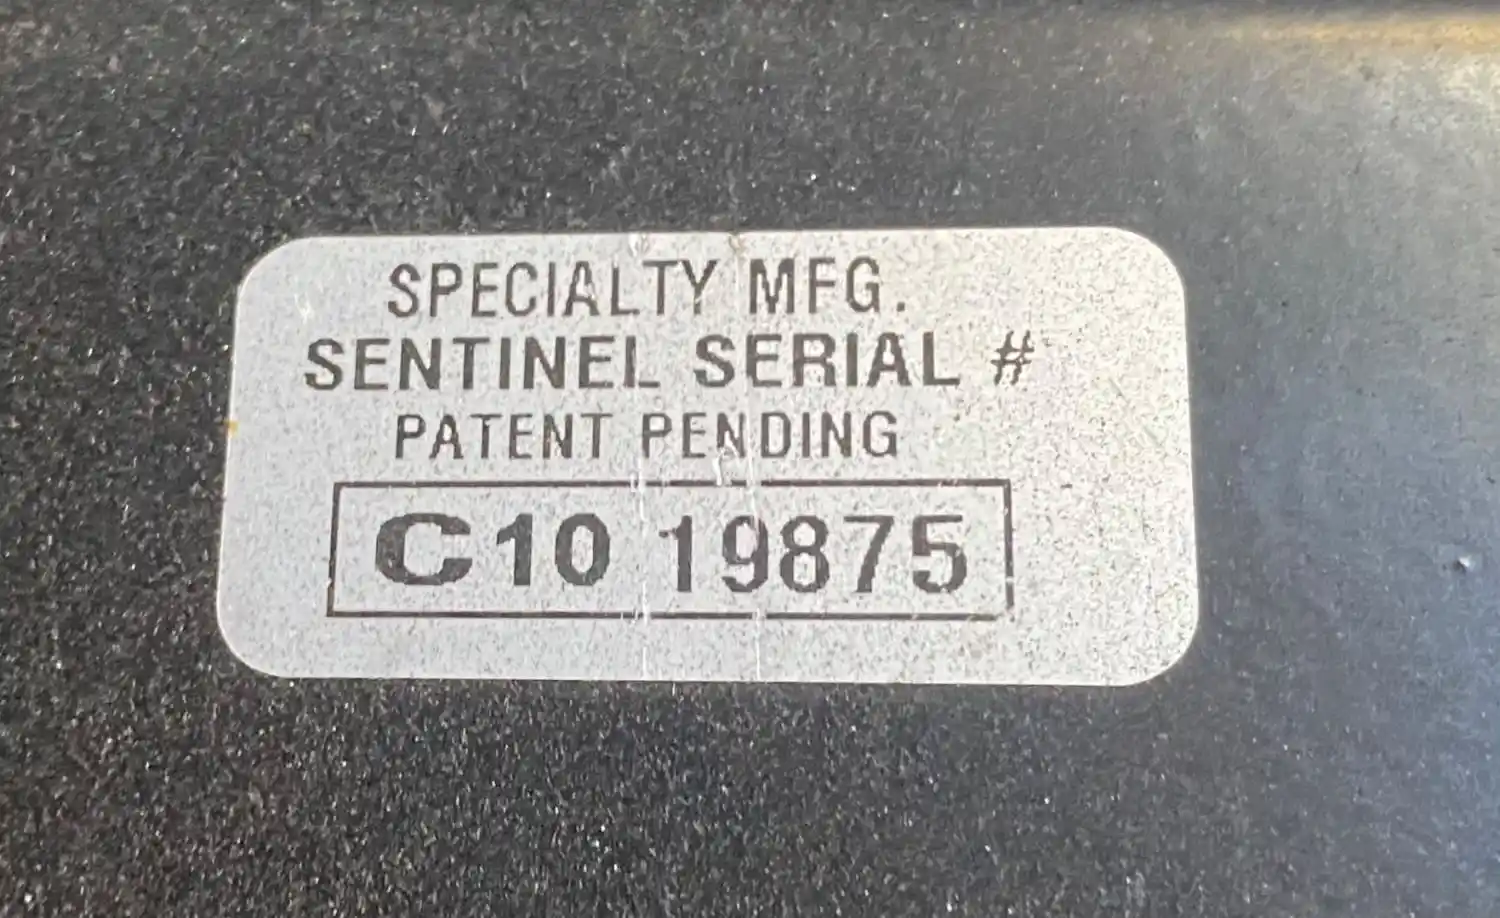 SPECIALTY MFG.
SENTINEL SERIAL #
PATENT PENDING
C10 19875